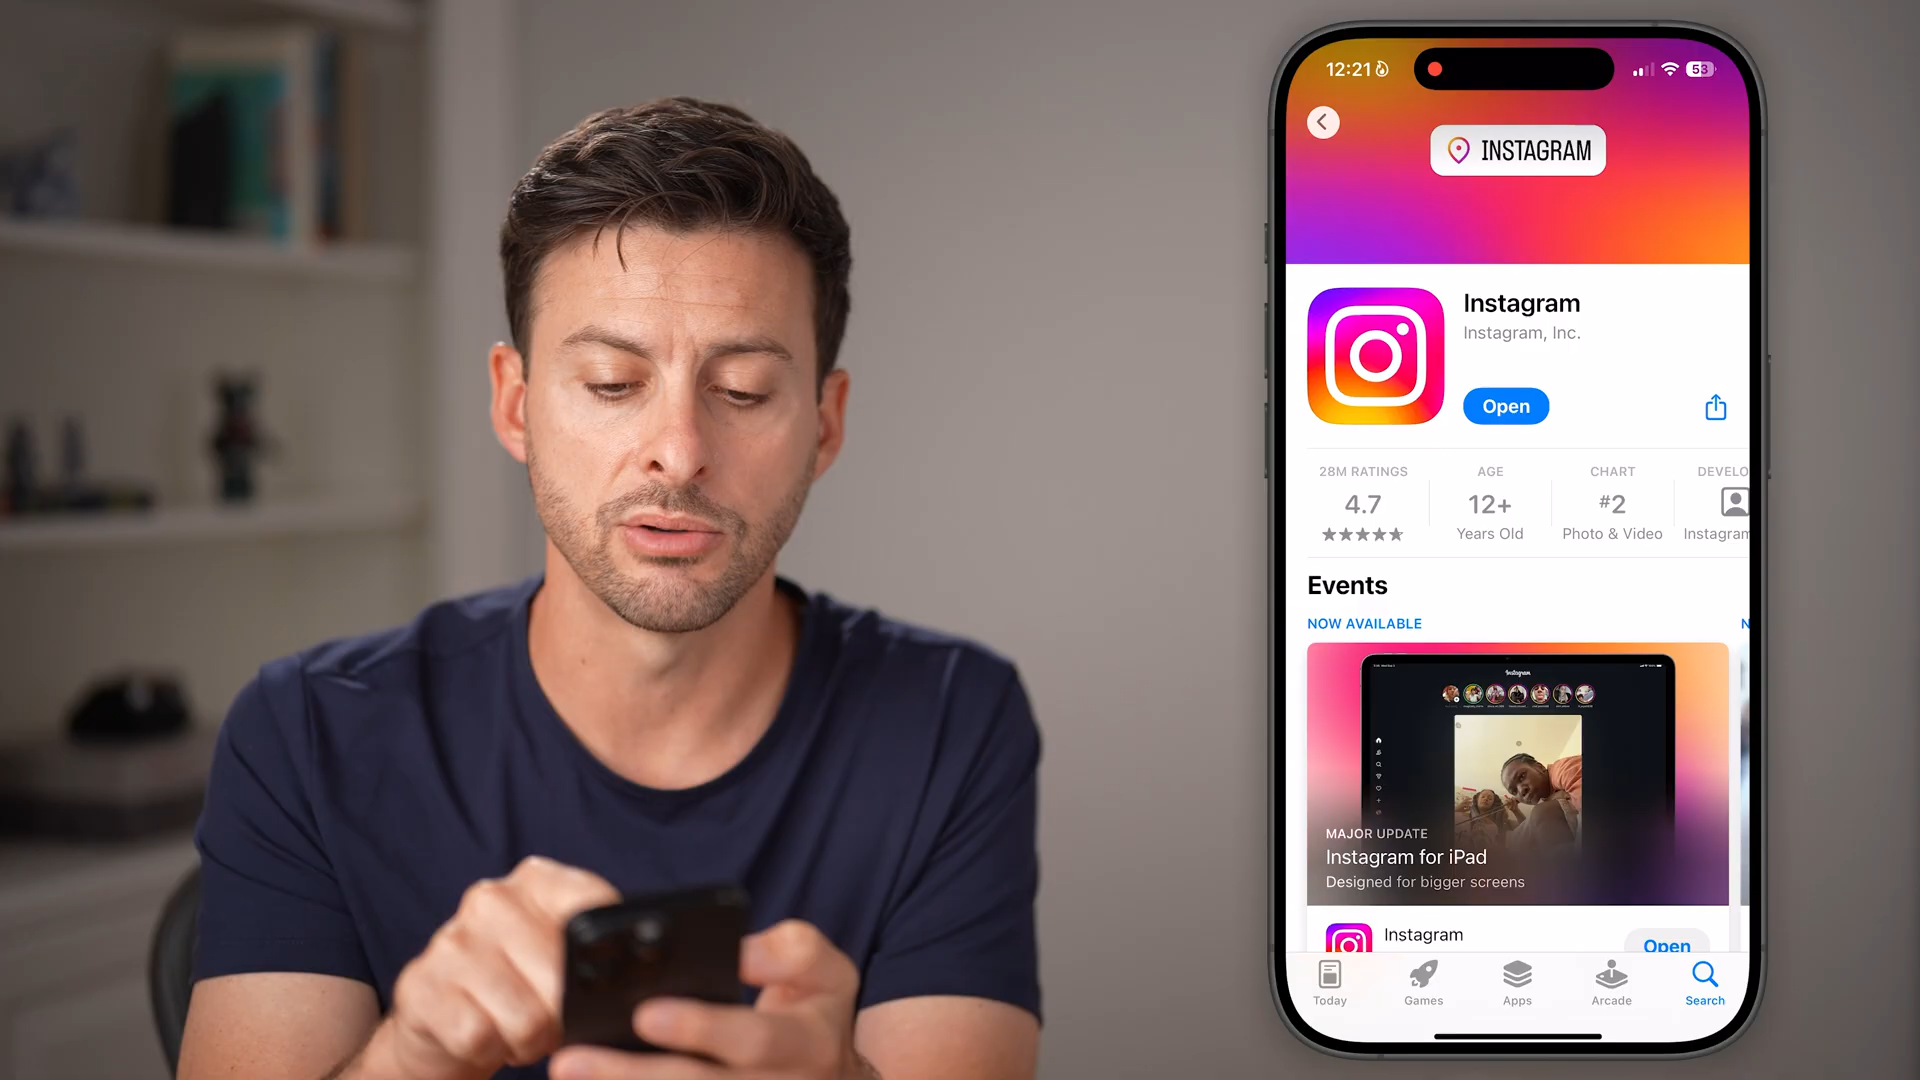 12:21
53
INSTAGRAM
Instagram
Instagram, Inc.
Open
28M RATINGS
4.7
AGE
12+
Years Old
CHART
#2
Photo & Video
DEVELO
Instagram
Events
NOW AVAILABLE
N
Instagram
MAJOR UPDATE
Instagram for iPad
Designed for bigger screens
Instagram
Open
Today
Games
Apps
Arcade
Search